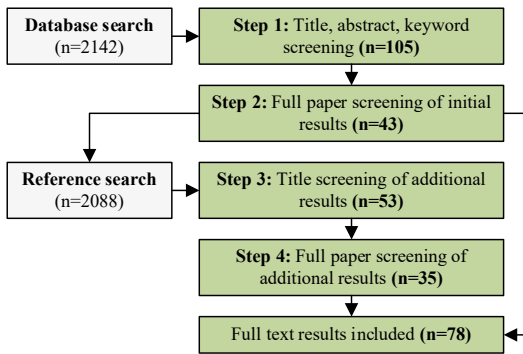 Database search
(n=2142)
Step 1: Title, abstract, keyword
screening (n=105)
Step 2: Full paper screening of initial
results (n=43)
Reference search
(n=2088)
Step 3: Title screening of additional
results (n=53)
Step 4: Full paper screening of
additional results (n=35)
Full text results included (n=78)